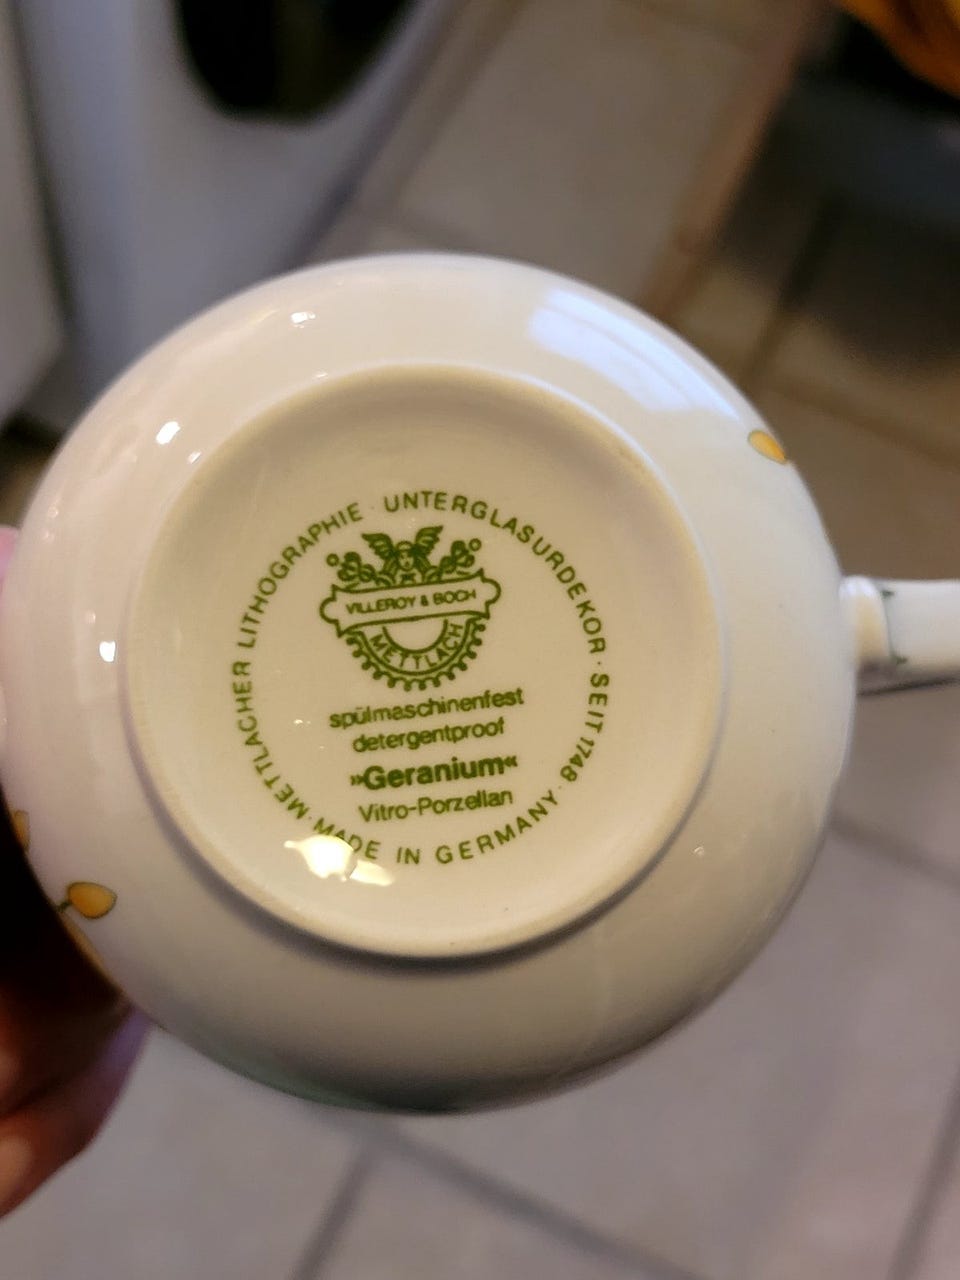 METTLACHER LITHOGRAPHIE · UNTERGLASURDEKOR · SEIT 1748 · MADE IN GERMANY ·
VILLEROY & BOCH
METTLACH
spülmaschinenfest
detergentproof
»Geranium«
Vitro-Porzellan